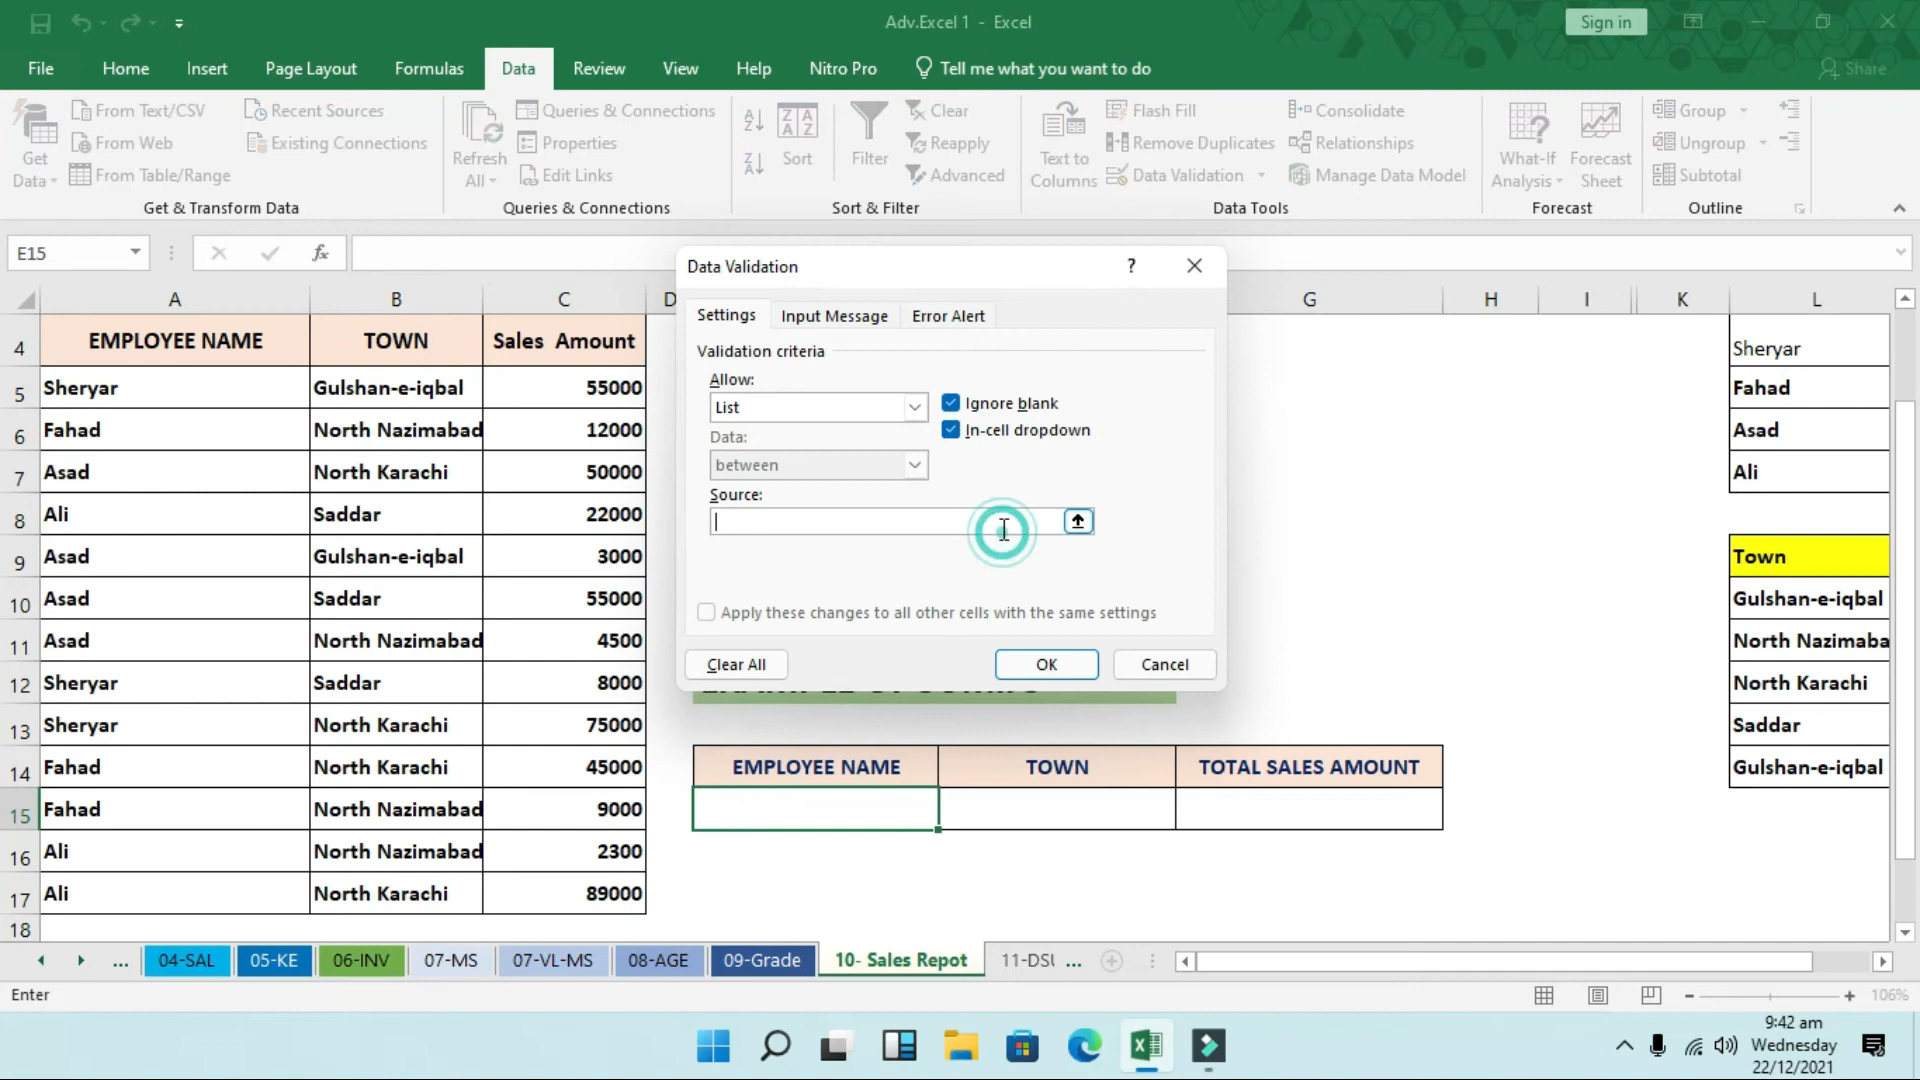 Adv.Excel 1 - Excel
Sign in
File Home Insert Page Layout Formulas Data Review View Help Nitro Pro Tell me what you want to do Share
From Text/CSV Recent Sources Queries & Connections Clear Flash Fill Consolidate Group
From Web Existing Connections Properties Reapply Remove Duplicates Relationships Ungroup
Get Data From Table/Range Refresh All Edit Links Sort Filter Advanced Text to Columns Data Validation Manage Data Model What-If Analysis Forecast Sheet Subtotal
Get & Transform Data Queries & Connections Sort & Filter Data Tools Forecast Outline
E15 fx
Data Validation ? 
Settings Input Message Error Alert
Validation criteria
Allow:
List Ignore blank
In-cell dropdown
Data:
between
Source:
Apply these changes to all other cells with the same settings
Clear All OK Cancel
A B C D G H I K L
4 EMPLOYEE NAME TOWN Sales Amount Sheryar
5 Sheryar Gulshan-e-iqbal 55000 Fahad
6 Fahad North Nazimabad 12000 Asad
7 Asad North Karachi 50000 Ali
8 Ali Saddar 22000
9 Asad Gulshan-e-iqbal 3000 Town
10 Asad Saddar 55000 Gulshan-e-iqbal
11 Asad North Nazimabad 4500 North Nazimaba
12 Sheryar Saddar 8000 North Karachi
13 Sheryar North Karachi 75000 Saddar
14 Fahad North Karachi 45000 EMPLOYEE NAME TOWN TOTAL SALES AMOUNT Gulshan-e-iqbal
15 Fahad North Nazimabad 9000
16 Ali North Nazimabad 2300
17 Ali North Karachi 89000
18
... 04-SAL 05-KE 06-INV 07-MS 07-VL-MS 08-AGE 09-Grade 10- Sales Repot 11-DSU ...
Enter 106%
9:42 am
Wednesday
22/12/2021